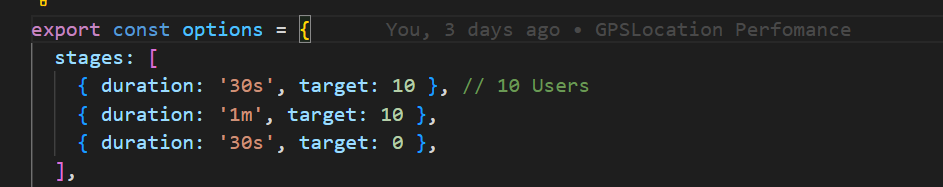 export const options = {    You, 3 days ago • GPSLocation Perfomance
  stages: [
    { duration: '30s', target: 10 }, // 10 Users
    { duration: '1m', target: 10 },
    { duration: '30s', target: 0 },
  ],